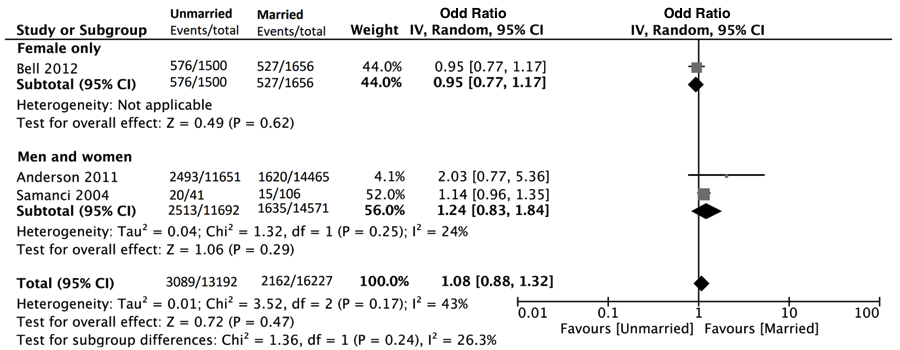 Unmarried Married Odd Ratio Odd Ratio
Study or Subgroup Events/total Events/total Weight IV, Random, 95% CI IV, Random, 95% CI
Female only
Bell 2012 576/1500 527/1656 44.0% 0.95 [0.77, 1.17]
Subtotal (95% CI) 576/1500 527/1656 44.0% 0.95 [0.77, 1.17]
Heterogeneity: Not applicable
Test for overall effect: Z = 0.49 (P = 0.62)
Men and women
Anderson 2011 2493/11651 1620/14465 4.1% 2.03 [0.77, 5.36]
Samanci 2004 20/41 15/106 52.0% 1.14 [0.96, 1.35]
Subtotal (95% CI) 2513/11692 1635/14571 56.0% 1.24 [0.83, 1.84]
Heterogeneity: Tau² = 0.04; Chi² = 1.32, df = 1 (P = 0.25); I² = 24%
Test for overall effect: Z = 1.06 (P = 0.29)
Total (95% CI) 3089/13192 2162/16227 100.0% 1.08 [0.88, 1.32]
Heterogeneity: Tau² = 0.01; Chi² = 3.52, df = 2 (P = 0.17); I² = 43%
Test for overall effect: Z = 0.72 (P = 0.47)
Test for subgroup differences: Chi² = 1.36, df = 1 (P = 0.24), I² = 26.3%
0.01 0.1 1 10 100
Favours [Unmarried] Favours [Married]